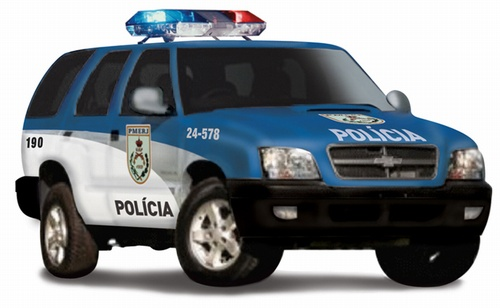 POLÍCIA
24-578
PMERJ
190
POLÍCIA